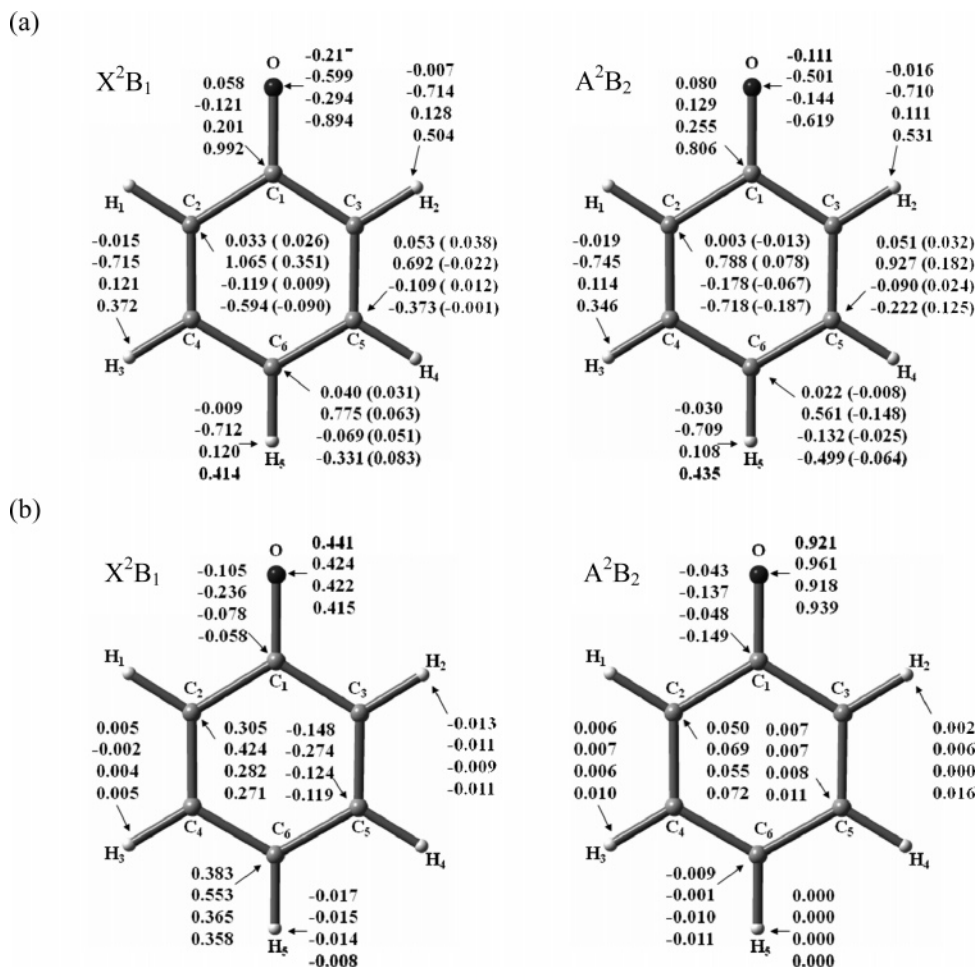 (a)
X²B₁
O
-0.599
-0.294
-0.894
0.058
-0.121
0.201
0.992
-0.007
-0.714
0.128
0.504
C₁
H₁
C₂
C₃
H₂
-0.015
-0.715
0.121
0.372
0.033 ( 0.026)
1.065 ( 0.351)
-0.119 ( 0.009)
-0.594 (-0.090)
0.053 ( 0.038)
0.692 (-0.022)
-0.109 ( 0.012)
-0.373 (-0.001)
C₄
C₆
C₅
H₃
H₄
-0.009
-0.712
0.120
0.414
H₅
0.040 (0.031)
0.775 (0.063)
-0.069 (0.051)
-0.331 (0.083)
A²B₂
O
-0.111
-0.501
-0.144
-0.619
0.080
0.129
0.255
0.806
-0.016
-0.710
0.111
0.531
C₁
H₁
C₂
C₃
H₂
-0.019
-0.745
0.114
0.346
0.003 (-0.013)
0.788 (0.078)
-0.178 (-0.067)
-0.718 (-0.187)
0.051 (0.032)
0.927 (0.182)
-0.090 (0.024)
-0.222 (0.125)
C₄
C₆
C₅
H₃
H₄
-0.030
-0.709
0.108
0.435
H₅
0.022 (-0.008)
0.561 (-0.148)
-0.132 (-0.025)
-0.499 (-0.064)
(b)
X²B₁
O
0.441
0.424
0.422
0.415
-0.105
-0.236
-0.078
-0.058
C₁
H₁
C₂
C₃
H₂
0.005
-0.002
0.004
0.005
0.305
0.424
0.282
0.271
-0.148
-0.274
-0.124
-0.119
-0.013
-0.011
-0.009
-0.011
C₄
C₆
C₅
H₃
H₄
0.383
0.553
0.365
0.358
H₅
-0.017
-0.015
-0.014
-0.008
A²B₂
O
0.921
0.961
0.918
0.939
-0.043
-0.137
-0.048
-0.149
C₁
H₁
C₂
C₃
H₂
0.006
0.007
0.006
0.010
0.050
0.069
0.055
0.072
0.007
0.007
0.008
0.011
0.002
0.006
0.000
0.016
C₄
C₆
C₅
H₃
H₄
-0.009
-0.001
-0.010
-0.011
H₅
0.000
0.000
0.000
0.000